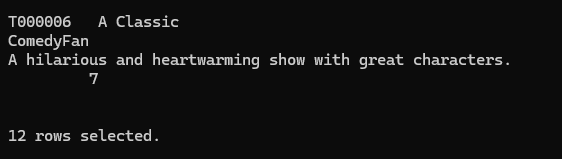 T000006   A Classic
ComedyFan
A hilarious and heartwarming show with great characters.
         7
12 rows selected.